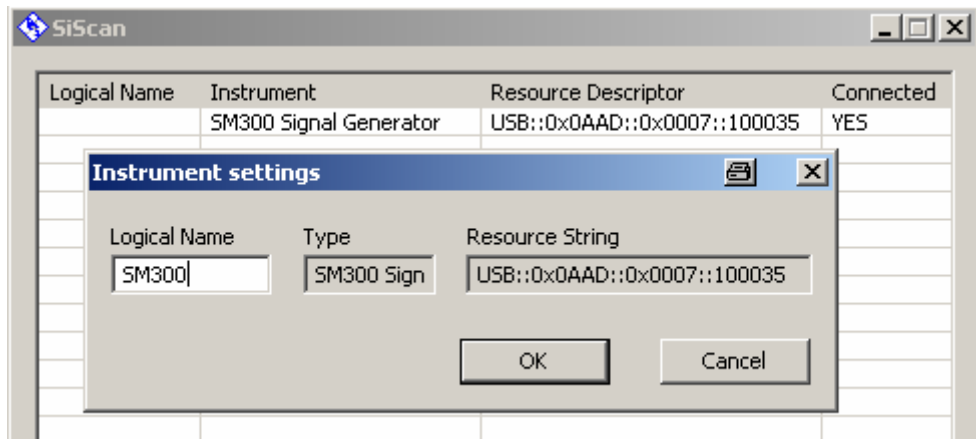 SiScan
Logical Name Instrument Resource Descriptor Connected
SM300 Signal Generator USB::0x0AAD::0x0007::100035 YES
Instrument settings
Logical Name Type Resource String
SM300 SM300 Sign USB::0x0AAD::0x0007::100035
OK Cancel